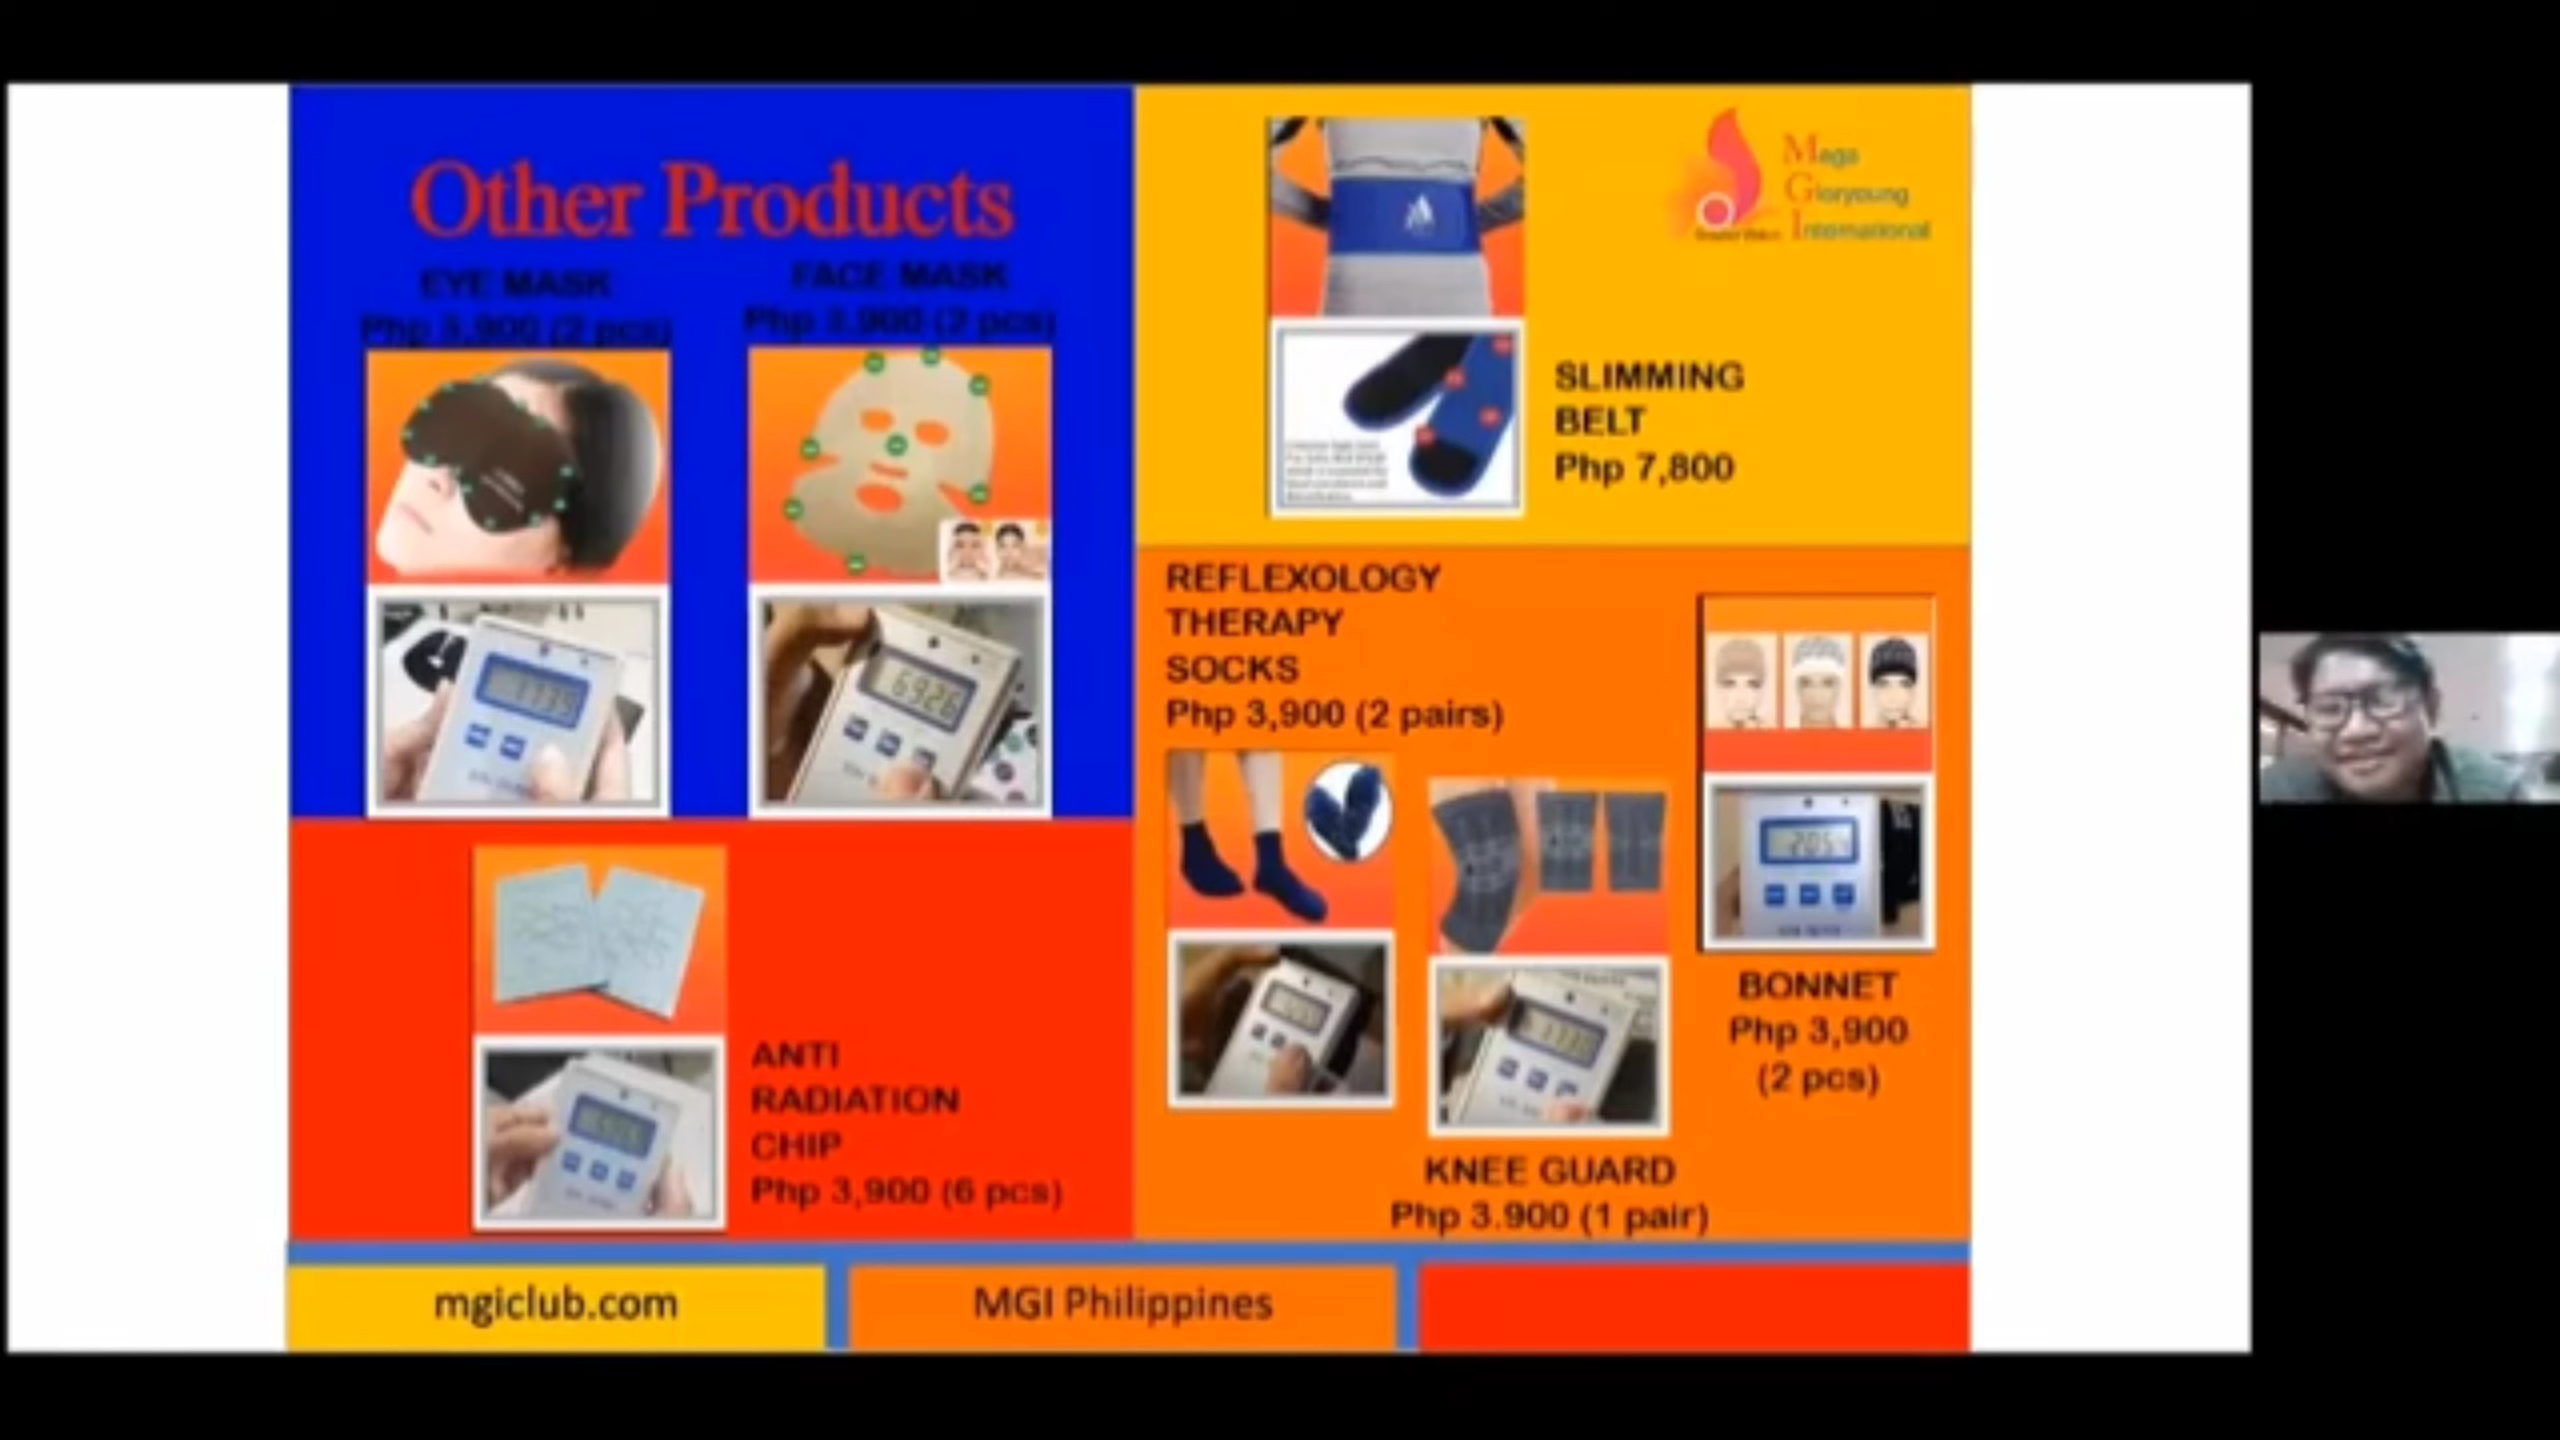 Other Products
EYE MASK
Php 3,900 (2 pcs)
FACE MASK
Php 3.900 (2 pcs)
ANTI
RADIATION
CHIP
Php 3,900 (6 pcs)
Mega
Gloryoung
International
SLIMMING
BELT
Php 7,800
REFLEXOLOGY
THERAPY
SOCKS
Php 3,900 (2 pairs)
BONNET
Php 3,900
(2 pcs)
KNEE GUARD
Php 3.900 (1 pair)
mgiclub.com
MGI Philippines